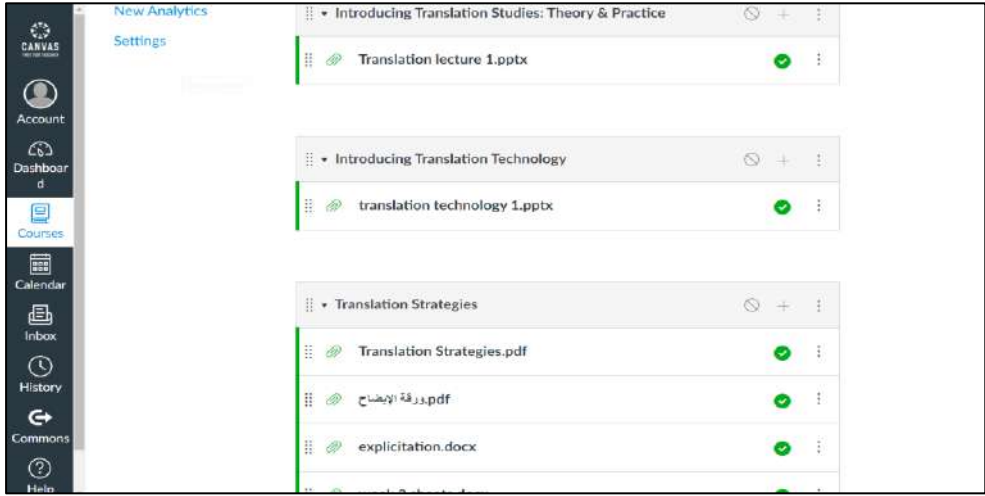 CANVAS
Account
Dashboar
d
Courses
Calendar
Inbox
History
Commons
Help
New Analytics
Settings
Introducing Translation Studies: Theory & Practice
Translation lecture 1.pptx
Introducing Translation Technology
translation technology 1.pptx
Translation Strategies
Translation Strategies.pdf
ورقة الإيضاح.pdf
explicitation.docx